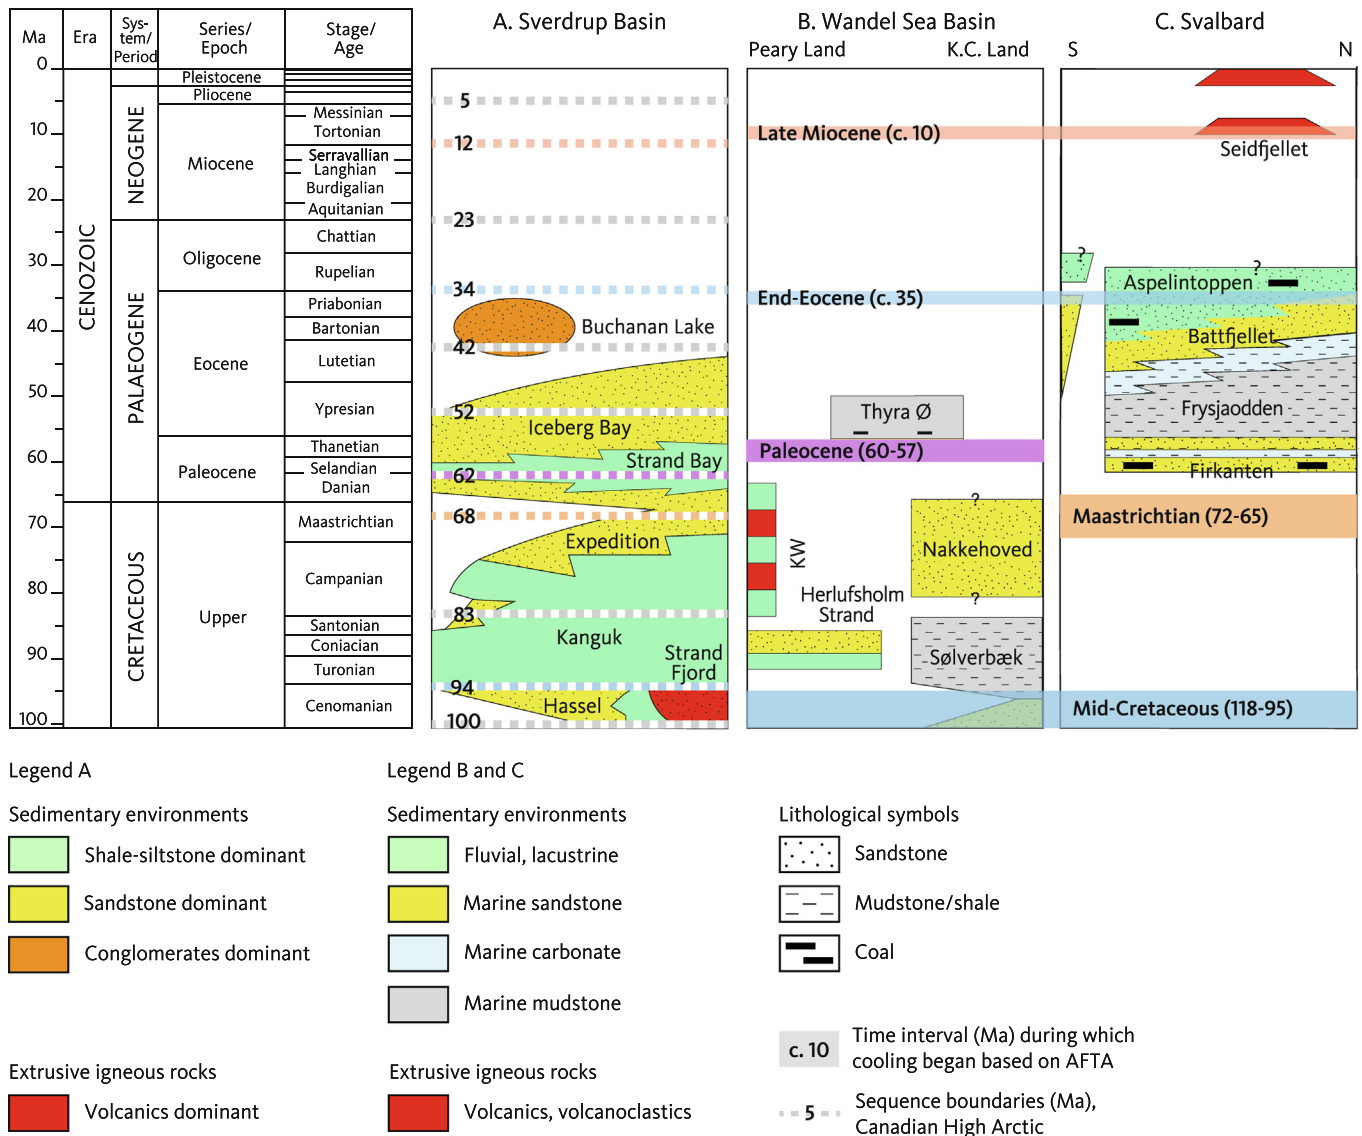 A. Sverdrup Basin
B. Wandel Sea Basin
C. Svalbard
Peary Land
K.C. Land
S
N
Ma
Era
Sys-
tem/
Period
Series/
Epoch
Stage/
Age
0
10
20
30
40
50
60
70
80
90
100
CENOZOIC
NEOGENE
PALAEOGENE
CRETACEOUS
Pleistocene
Pliocene
Miocene
Oligocene
Eocene
Paleocene
Upper
Messinian
Tortonian
Serravallian
Langhian
Burdigalian
Aquitanian
Chattian
Rupelian
Priabonian
Bartonian
Lutetian
Ypresian
Thanetian
Selandian
Danian
Maastrichtian
Campanian
Santonian
Coniacian
Turonian
Cenomanian
5
12
23
34
Buchanan Lake
42
52
Iceberg Bay
Strand Bay
62
68
Expedition
83
Kanguk
Strand
Fjord
94
Hassel
100
Late Miocene (c. 10)
End-Eocene (c. 35)
Thyra Ø
Paleocene (60-57)
?
KW
Nakkehoved
Herlufsholm
Strand
?
Sølverbæk
Seidfjellet
?
?
Aspelintoppen
Battfjellet
Frysjaodden
Firkanten
Maastrichtian (72-65)
Mid-Cretaceous (118-95)
Legend A
Sedimentary environments
Shale-siltstone dominant
Sandstone dominant
Conglomerates dominant
Extrusive igneous rocks
Volcanics dominant
Legend B and C
Sedimentary environments
Fluvial, lacustrine
Marine sandstone
Marine carbonate
Marine mudstone
Extrusive igneous rocks
Volcanics, volcanoclastics
Lithological symbols
Sandstone
Mudstone/shale
Coal
c. 10
Time interval (Ma) during which
cooling began based on AFTA
5
Sequence boundaries (Ma),
Canadian High Arctic